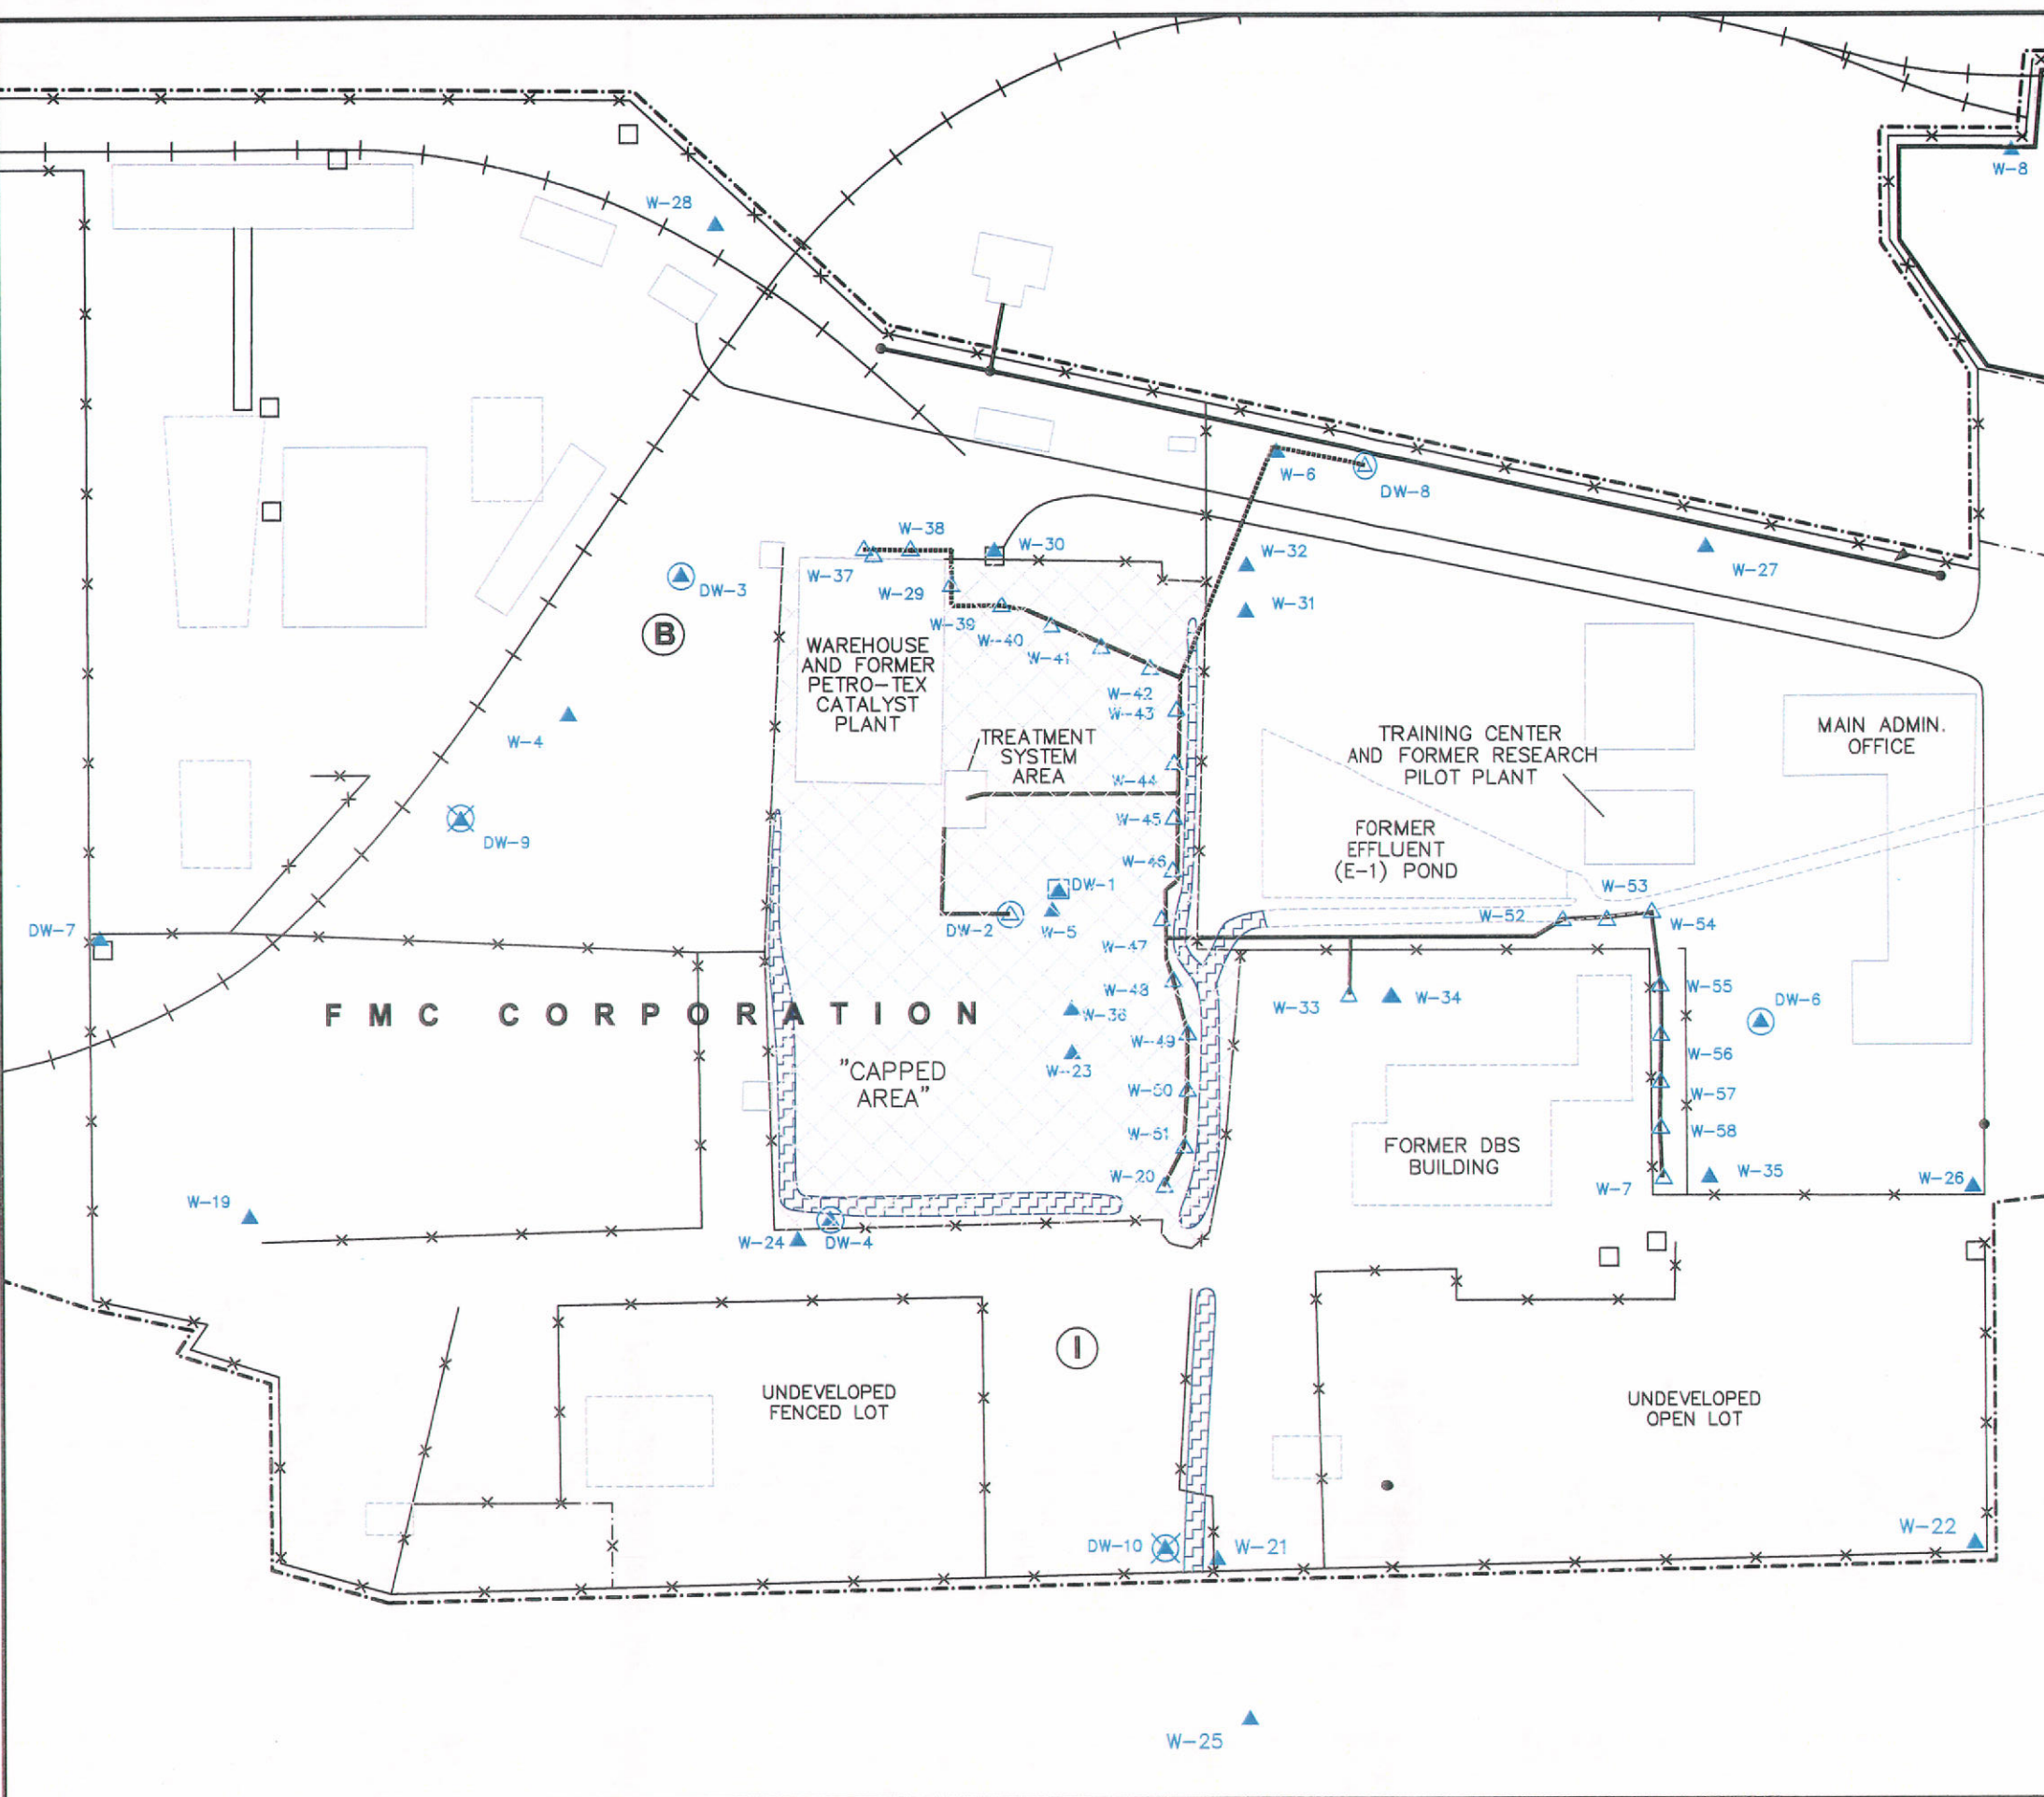 W-8
W-28
W-6
DW-8
W-38
W-30
W-32
W-27
W-37
W-29
DW-3
W-31
W-39
W-40
B
W-41
WAREHOUSE
AND FORMER
PETRO-TEX
CATALYST
PLANT
W-42
W-43
W-4
TREATMENT
SYSTEM
AREA
TRAINING CENTER
AND FORMER RESEARCH
PILOT PLANT
MAIN ADMIN.
OFFICE
W-44
W-45
DW-9
FORMER
EFFLUENT
(E-1) POND
W-46
DW-1
W-53
W-52
W-54
DW-7
DW-2
W-5
W-47
W-48
W-55
W-33
W-34
DW-6
FMC CORPORATION
W-36
W-49
W-56
"CAPPED
AREA"
W-23
W-50
W-57
W-51
W-58
FORMER DBS
BUILDING
W-20
W-7
W-35
W-26
W-19
W-24
DW-4
I
UNDEVELOPED
FENCED LOT
UNDEVELOPED
OPEN LOT
DW-10
W-21
W-22
W-25